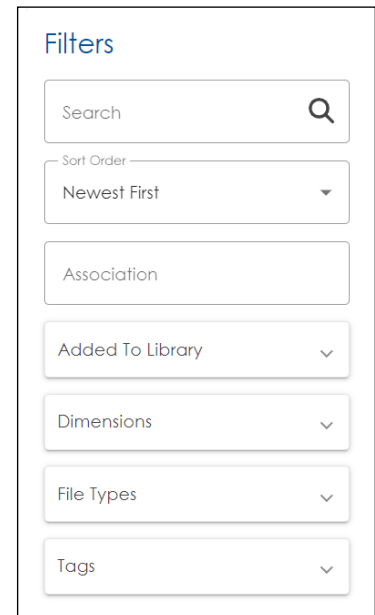 Filters
Search
Sort Order
Newest First
Association
Added To Library
Dimensions
File Types
Tags